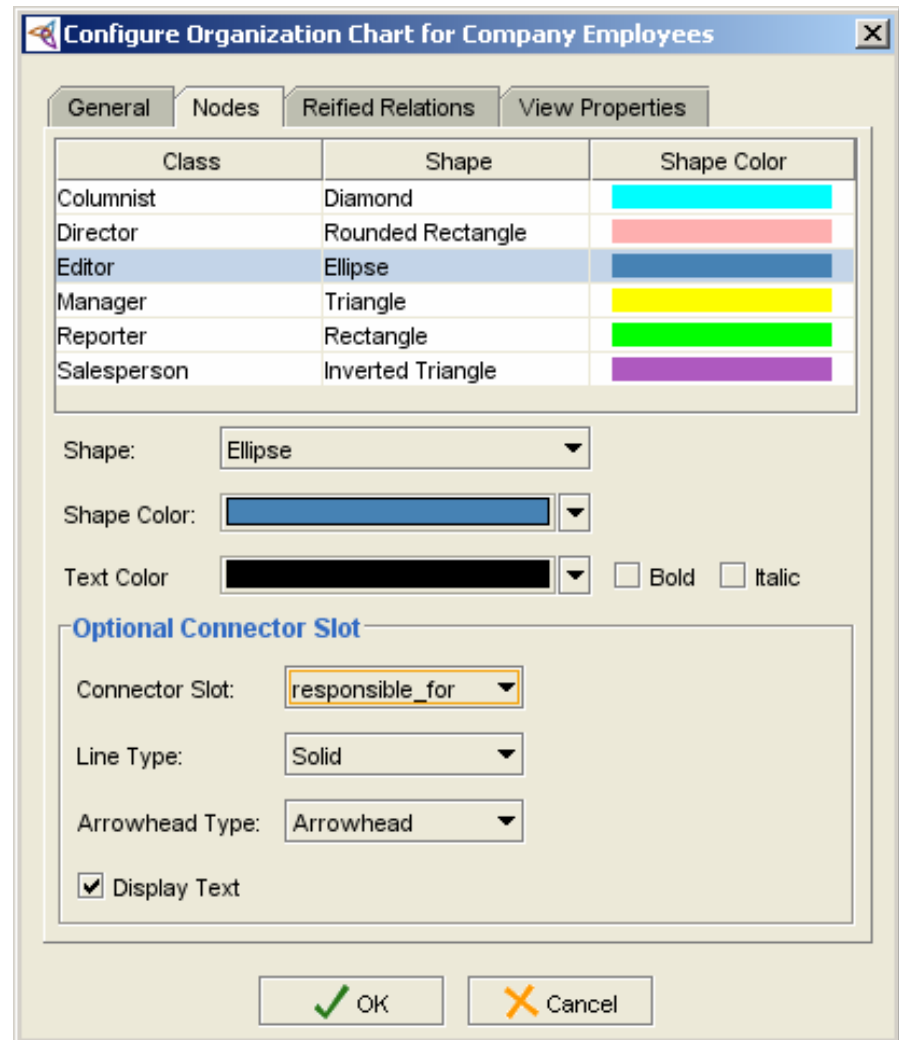 Configure Organization Chart for Company Employees
General Nodes Reified Relations View Properties
Class Shape Shape Color
Columnist Diamond
Director Rounded Rectangle
Editor Ellipse
Manager Triangle
Reporter Rectangle
Salesperson Inverted Triangle
Shape: Ellipse
Shape Color:
Text Color Bold Italic
Optional Connector Slot
Connector Slot: responsible_for
Line Type: Solid
Arrowhead Type: Arrowhead
Display Text
OK Cancel